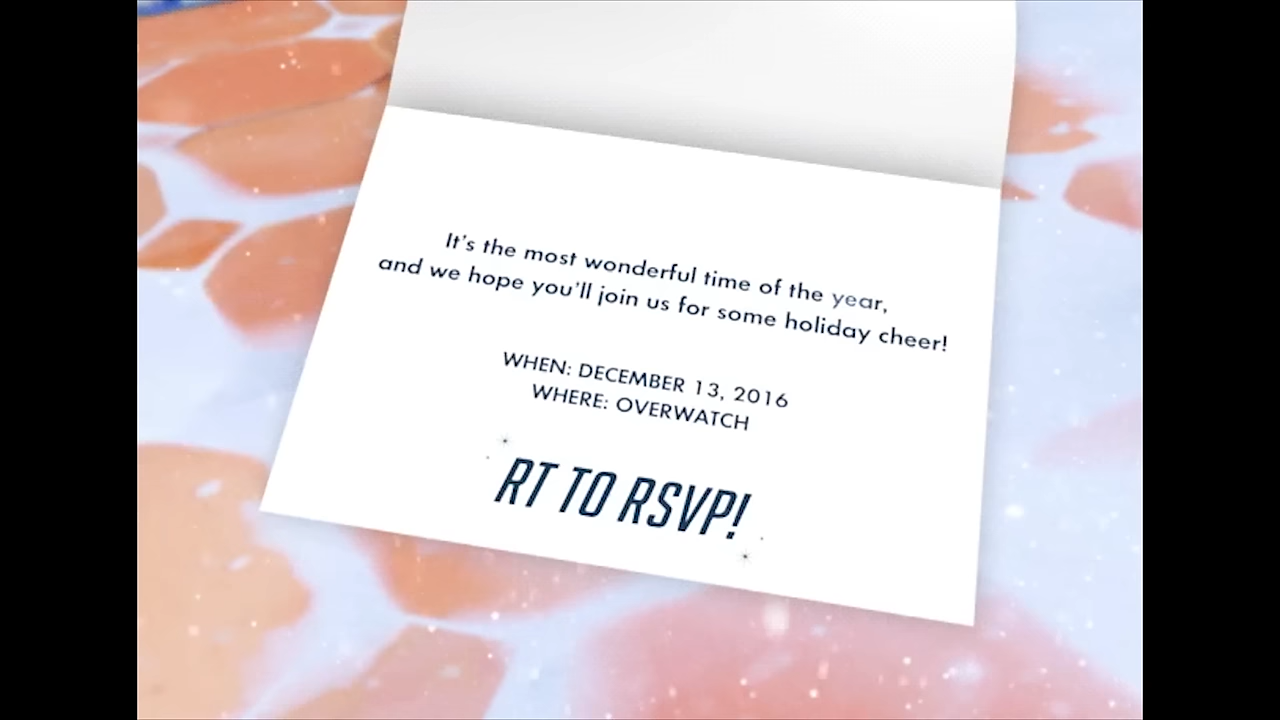 It's the most wonderful time of the year,
and we hope you'll join us for some holiday cheer!
WHEN: DECEMBER 13, 2016
WHERE: OVERWATCH
RT TO RSVP!